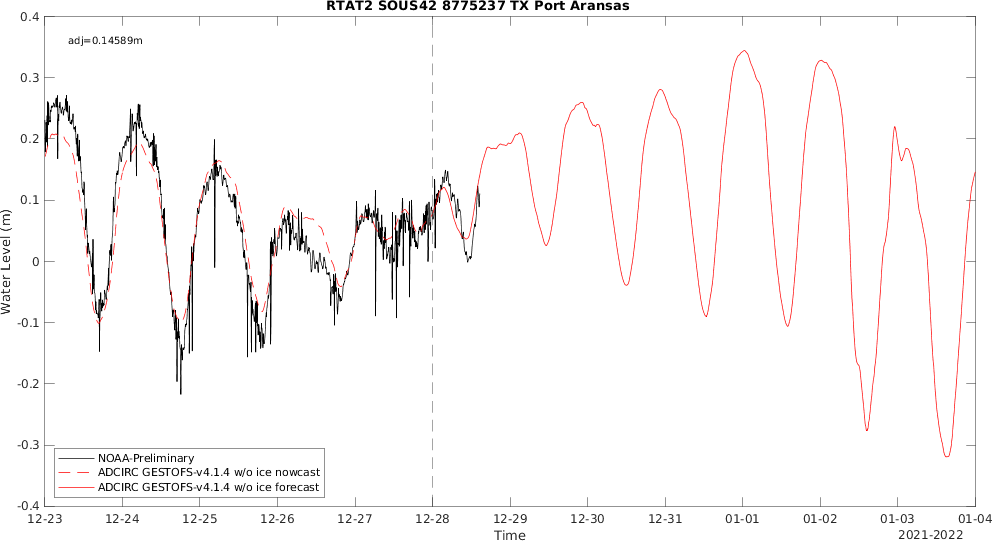 RTAT2 SOUS42 8775237 TX Port Aransas
adj=0.14589m
0.4
0.3
0.2
0.1
0
-0.1
-0.2
-0.3
-0.4
Water Level (m)
NOAA-Preliminary
ADCIRC GESTOFS-v4.1.4 w/o ice nowcast
ADCIRC GESTOFS-v4.1.4 w/o ice forecast
12-23 12-24 12-25 12-26 12-27 12-28 12-29 12-30 12-31 01-01 01-02 01-03 01-04
Time
2021-2022